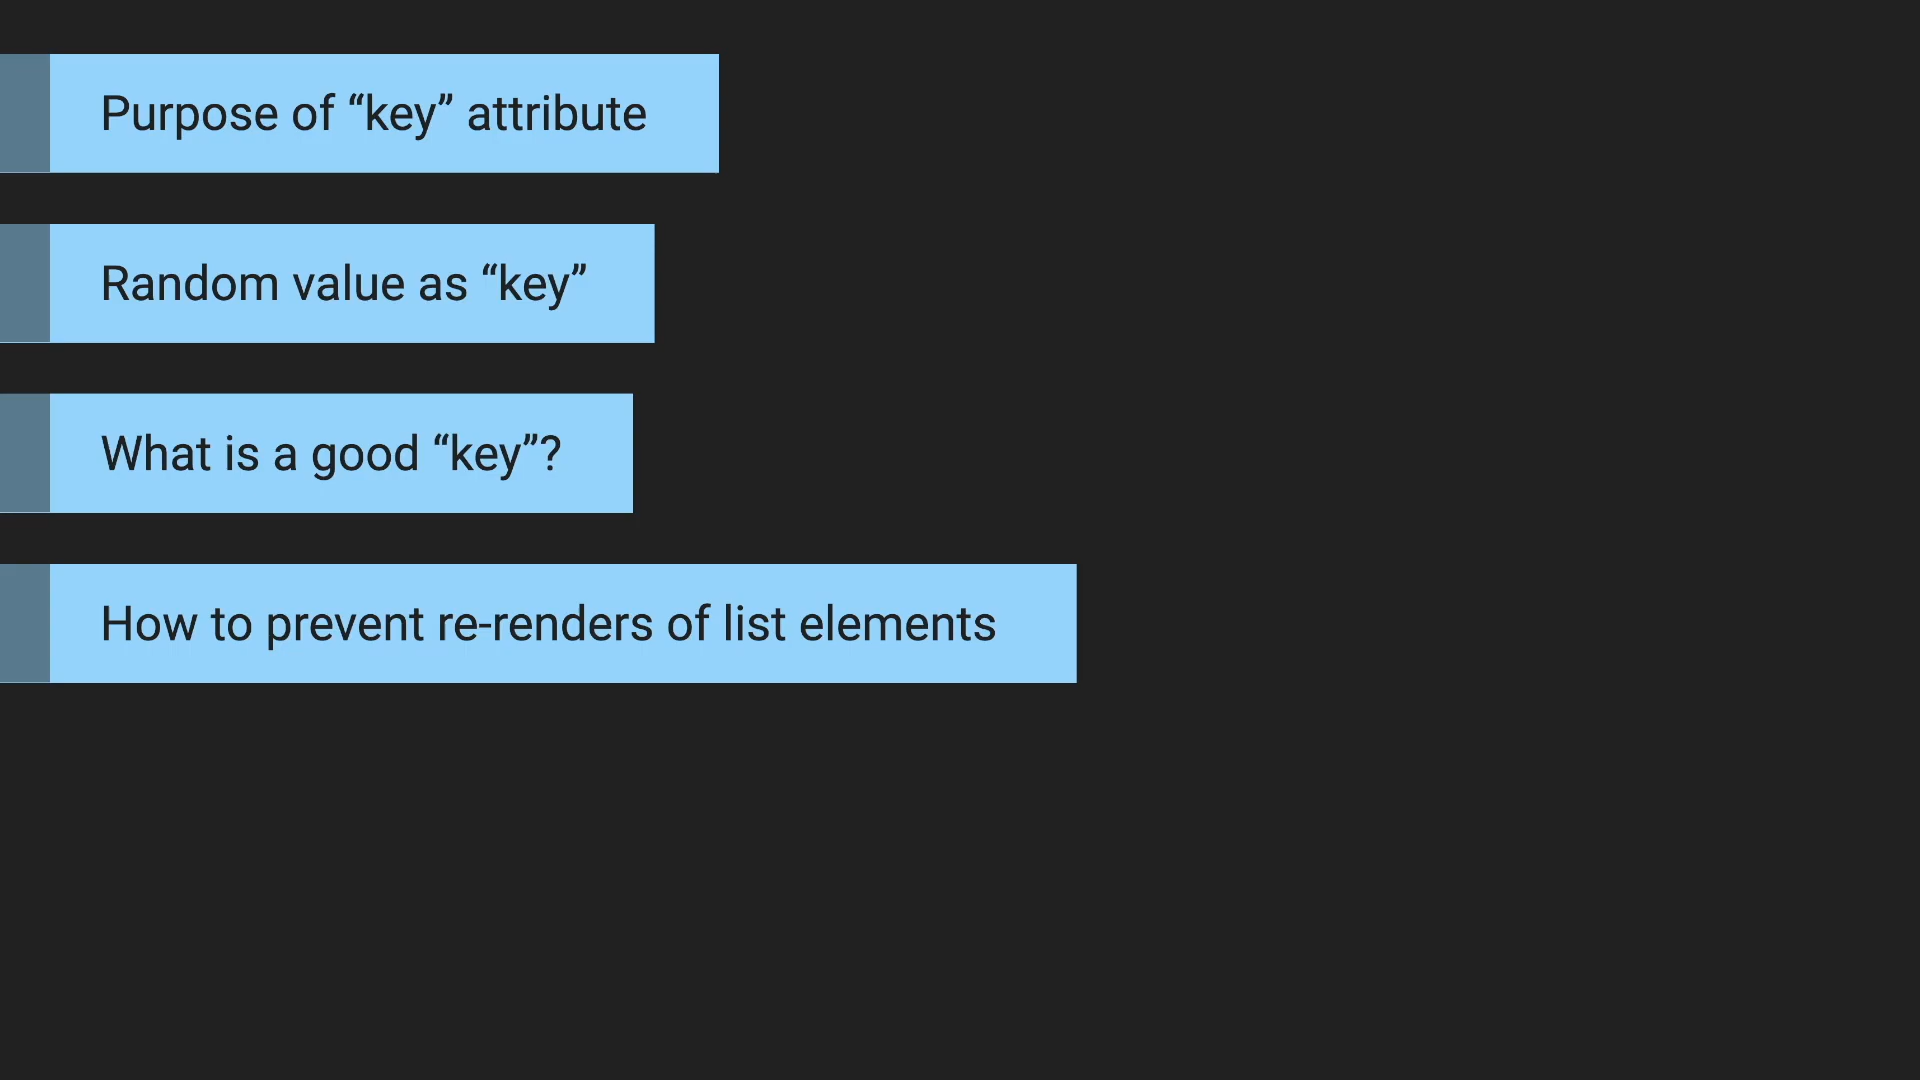 Purpose of “key” attribute
Random value as “key”
What is a good “key”?
How to prevent re-renders of list elements